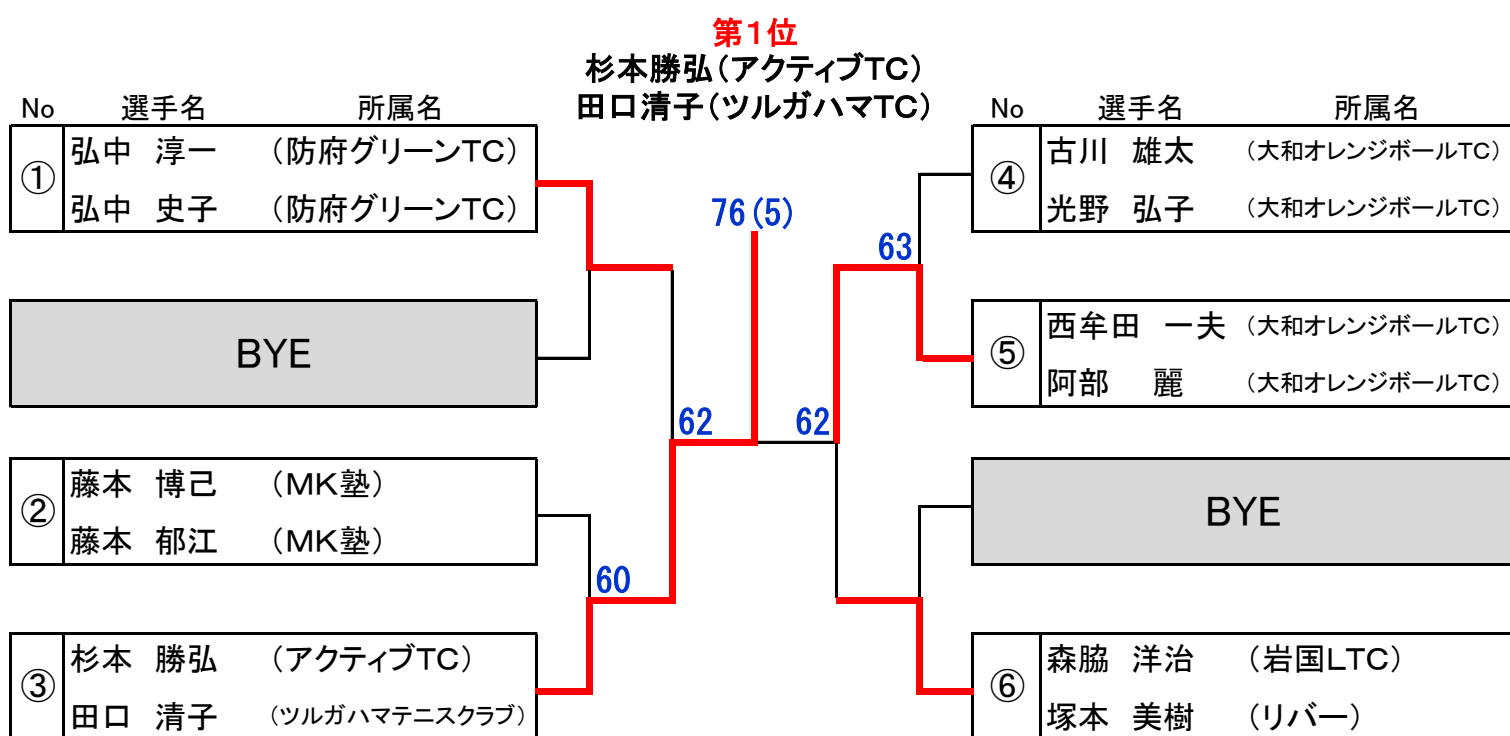 第1位
杉本勝弘(アクティブTC)
田口清子(ツルガハマTC)
No 選手名 所属名
① 弘中 淳一 (防府グリーンTC)
弘中 史子 (防府グリーンTC)
BYE
② 藤本 博己 (MK塾)
藤本 郁江 (MK塾)
③ 杉本 勝弘 (アクティブTC)
田口 清子 (ツルガハマテニスクラブ)
60
62
76(5)
62
63
No 選手名 所属名
④ 古川 雄太 (大和オレンジボールTC)
光野 弘子 (大和オレンジボールTC)
⑤ 西牟田 一夫 (大和オレンジボールTC)
阿部 麗 (大和オレンジボールTC)
BYE
⑥ 森脇 洋治 (岩国LTC)
塚本 美樹 (リバー)